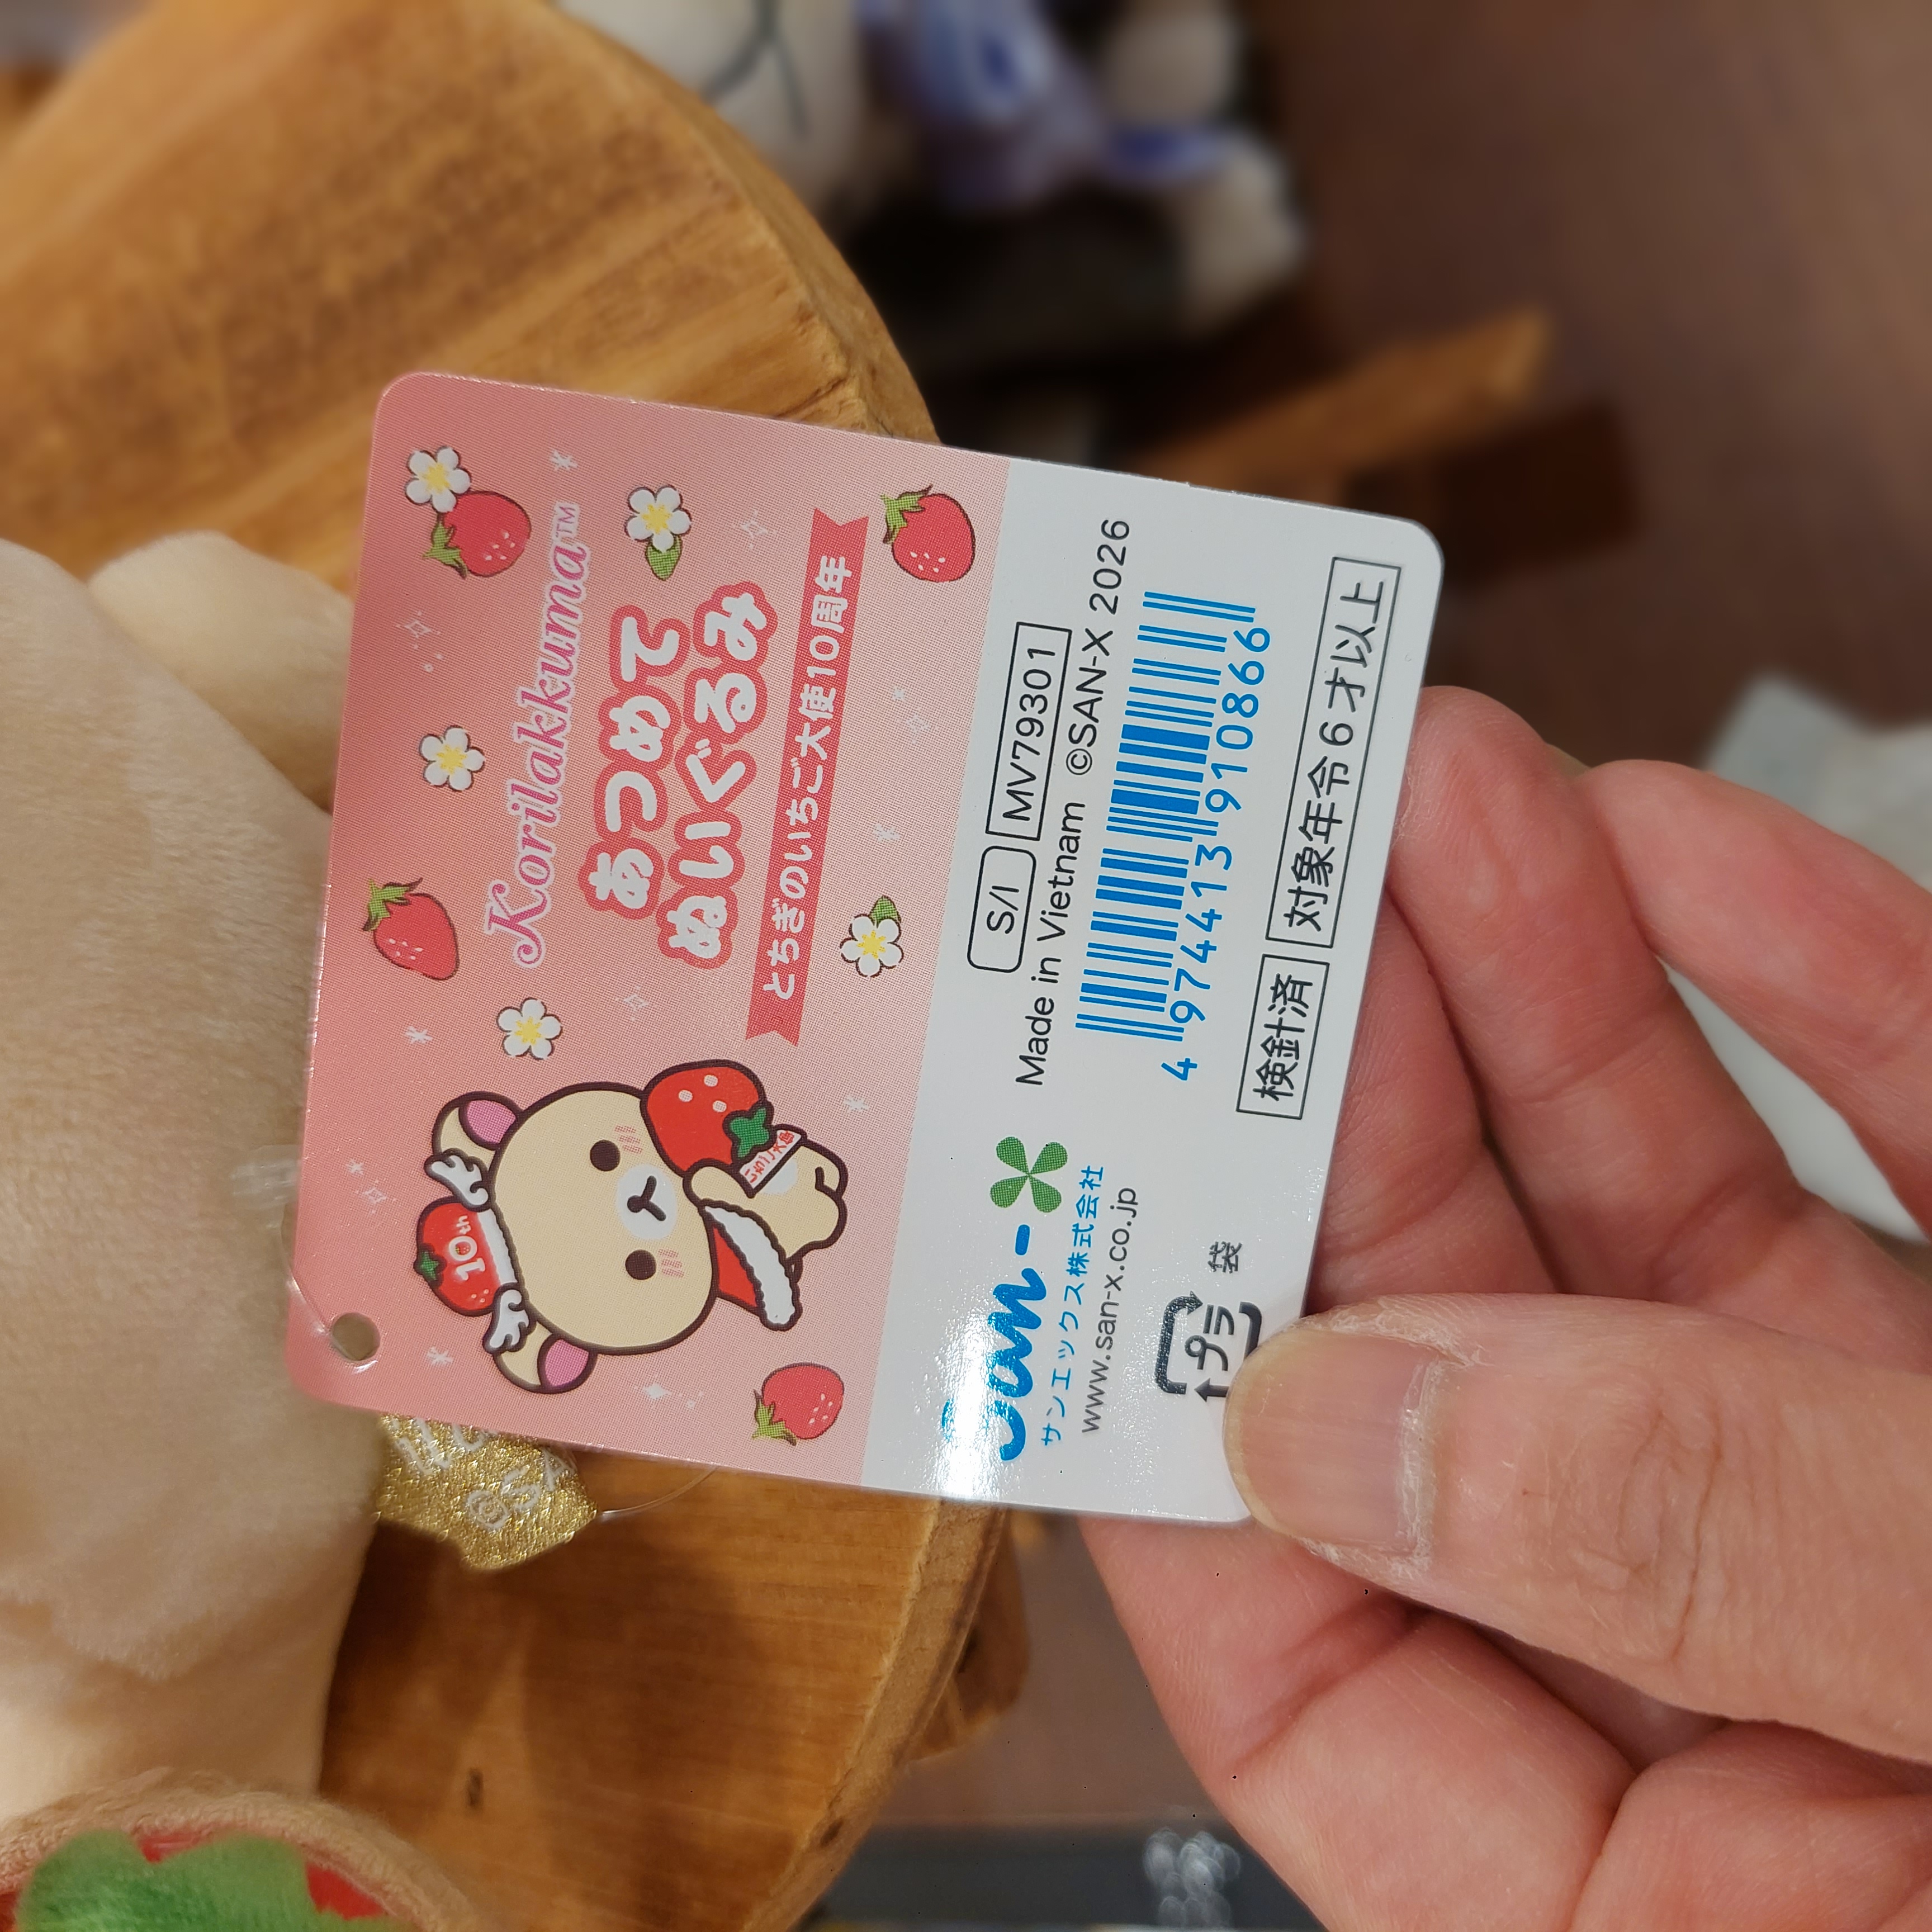 Korilakkuma™
あつめて
ぬいぐるみ
とちぎのいちご大使10周年
10th
S/I MV79301
Made in Vietnam ©SAN-X 2026
4 974413 910866
検針済 対象年令6才以上
San-X
サンエックス株式会社
www.san-x.co.jp
プラ 袋